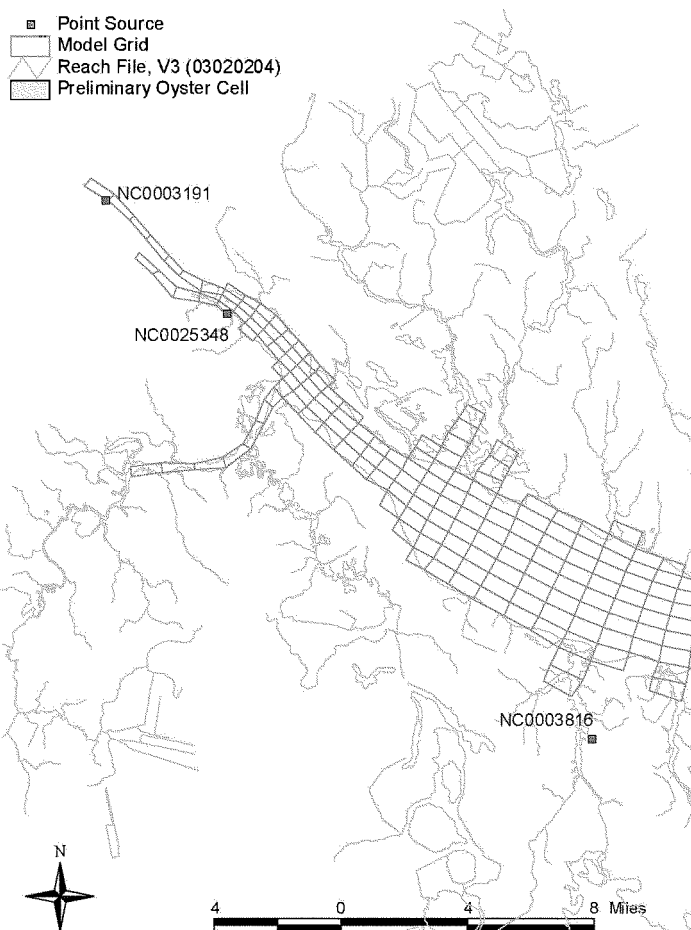 Point Source
Model Grid
Reach File, V3 (03020204)
Preliminary Oyster Cell
NC0003191
NC0025348
NC0003816
N
4 0 4 8 Miles